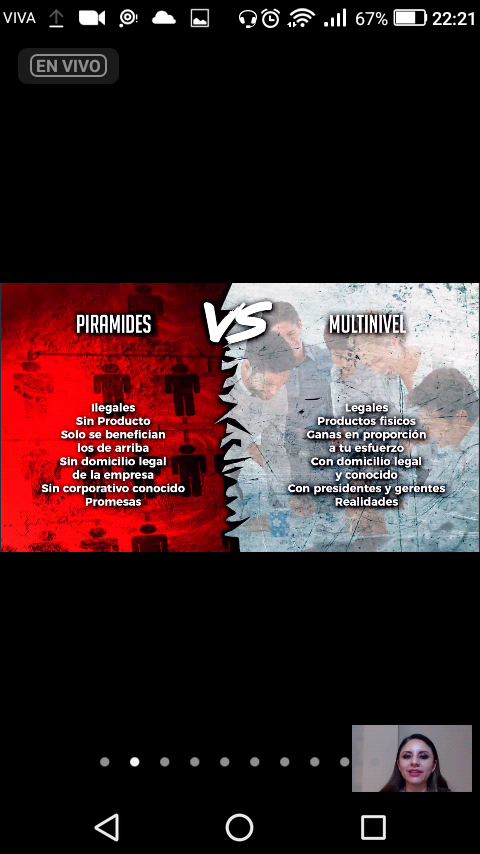 VIVA
67%
22:21
EN VIVO
PIRAMIDES
VS
MULTINIVEL
Ilegales
Sin Producto
Solo se benefician
los de arriba
Sin domicilio legal
de la empresa
Sin corporativo conocido
Promesas
Legales
Productos fisicos
Ganas en proporción
a tu esfuerzo
Con domicilio legal
y conocido
Con presidentes y gerentes
Realidades